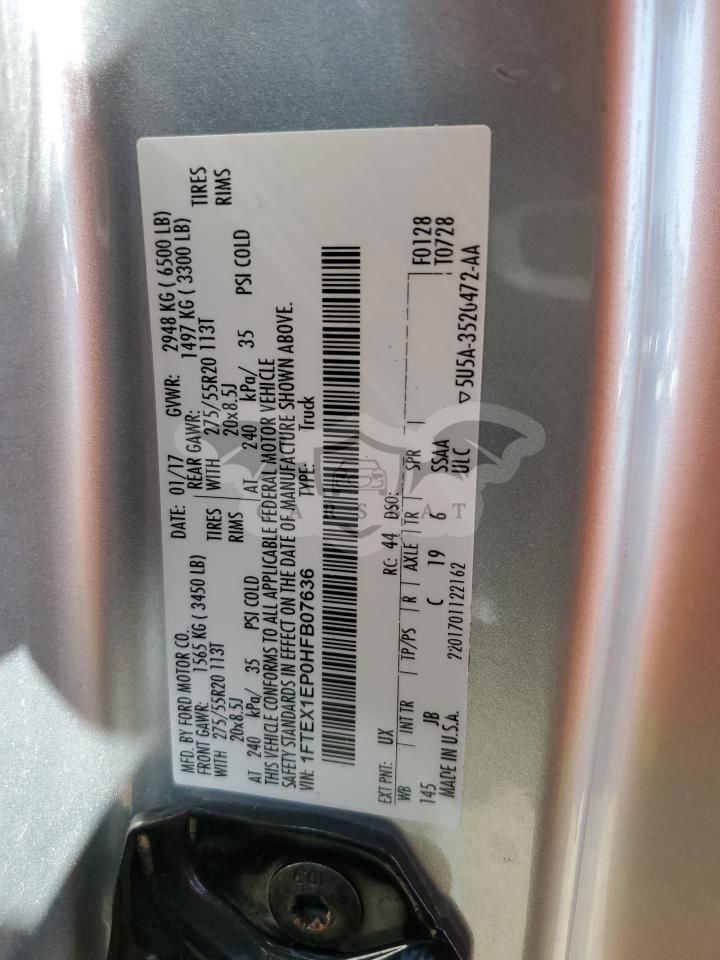 MFD. BY FORD MOTOR CO.
DATE: 01/17 GVWR: 2948 KG ( 6500 LB)
FRONT GAWR: 1565 KG ( 3450 LB)
REAR GAWR: 1497 KG ( 3300 LB)
WITH 275/55R20 113T TIRES
WITH 275/55R20 113T TIRES
20x8.5J RIMS
20x8.5J RIMS
AT 240 kPa/ 35 PSI COLD
AT 240 kPa/ 35 PSI COLD
THIS VEHICLE CONFORMS TO ALL APPLICABLE FEDERAL MOTOR VEHICLE
SAFETY STANDARDS IN EFFECT ON THE DATE OF MANUFACTURE SHOWN ABOVE.
VIN: 1FTEX1EP0HFB07636 TYPE: Truck
EXT PNT: UX RC: 44 DSO: F0128
WB INT TR TP/PS R AXLE TR SPR T0728
145 JB C 19 6 SSAA
MADE IN U.S.A. 2201701122162 ULC ▽5U5A-3520472-AA
CARSCAT
10.9